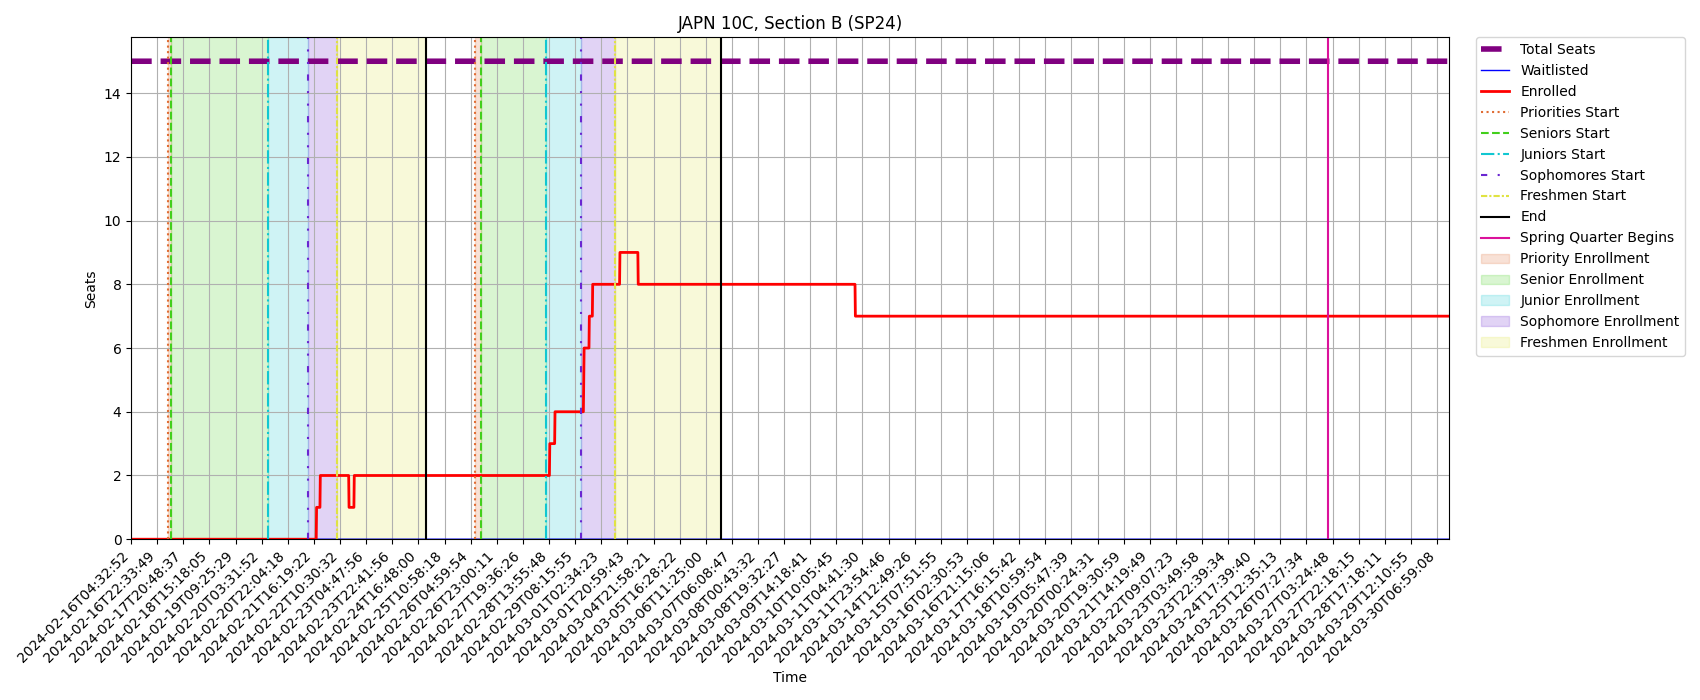 JAPN 10C, Section B (SP24)
Seats
14
12
10
8
6
4
2
0
2024-02-16T04:32:52
2024-02-16T22:33:49
2024-02-17T20:48:37
2024-02-18T15:18:05
2024-02-19T09:25:29
2024-02-20T03:31:52
2024-02-20T22:04:18
2024-02-21T16:19:22
2024-02-22T10:30:32
2024-02-23T04:47:56
2024-02-23T22:41:56
2024-02-24T16:48:00
2024-02-25T10:58:18
2024-02-26T04:59:54
2024-02-26T23:00:11
2024-02-27T19:36:26
2024-02-28T13:55:48
2024-02-29T08:15:55
2024-03-01T02:34:23
2024-03-01T20:59:43
2024-03-04T21:58:21
2024-03-05T16:28:22
2024-03-06T11:25:00
2024-03-07T06:08:47
2024-03-08T00:43:32
2024-03-08T19:32:27
2024-03-09T14:18:41
2024-03-10T10:05:45
2024-03-11T04:41:30
2024-03-11T23:54:46
2024-03-14T12:49:26
2024-03-15T07:51:55
2024-03-16T02:30:53
2024-03-16T21:15:06
2024-03-17T16:15:42
2024-03-18T10:59:54
2024-03-19T05:47:39
2024-03-20T00:24:31
2024-03-20T19:30:59
2024-03-21T14:19:49
2024-03-22T09:07:23
2024-03-23T03:49:58
2024-03-23T22:39:34
2024-03-24T17:39:40
2024-03-25T12:35:13
2024-03-26T07:27:34
2024-03-27T03:24:48
2024-03-27T22:18:15
2024-03-28T17:18:11
2024-03-29T12:10:55
2024-03-30T06:59:08
Time
Total Seats
Waitlisted
Enrolled
Priorities Start
Seniors Start
Juniors Start
Sophomores Start
Freshmen Start
End
Spring Quarter Begins
Priority Enrollment
Senior Enrollment
Junior Enrollment
Sophomore Enrollment
Freshmen Enrollment